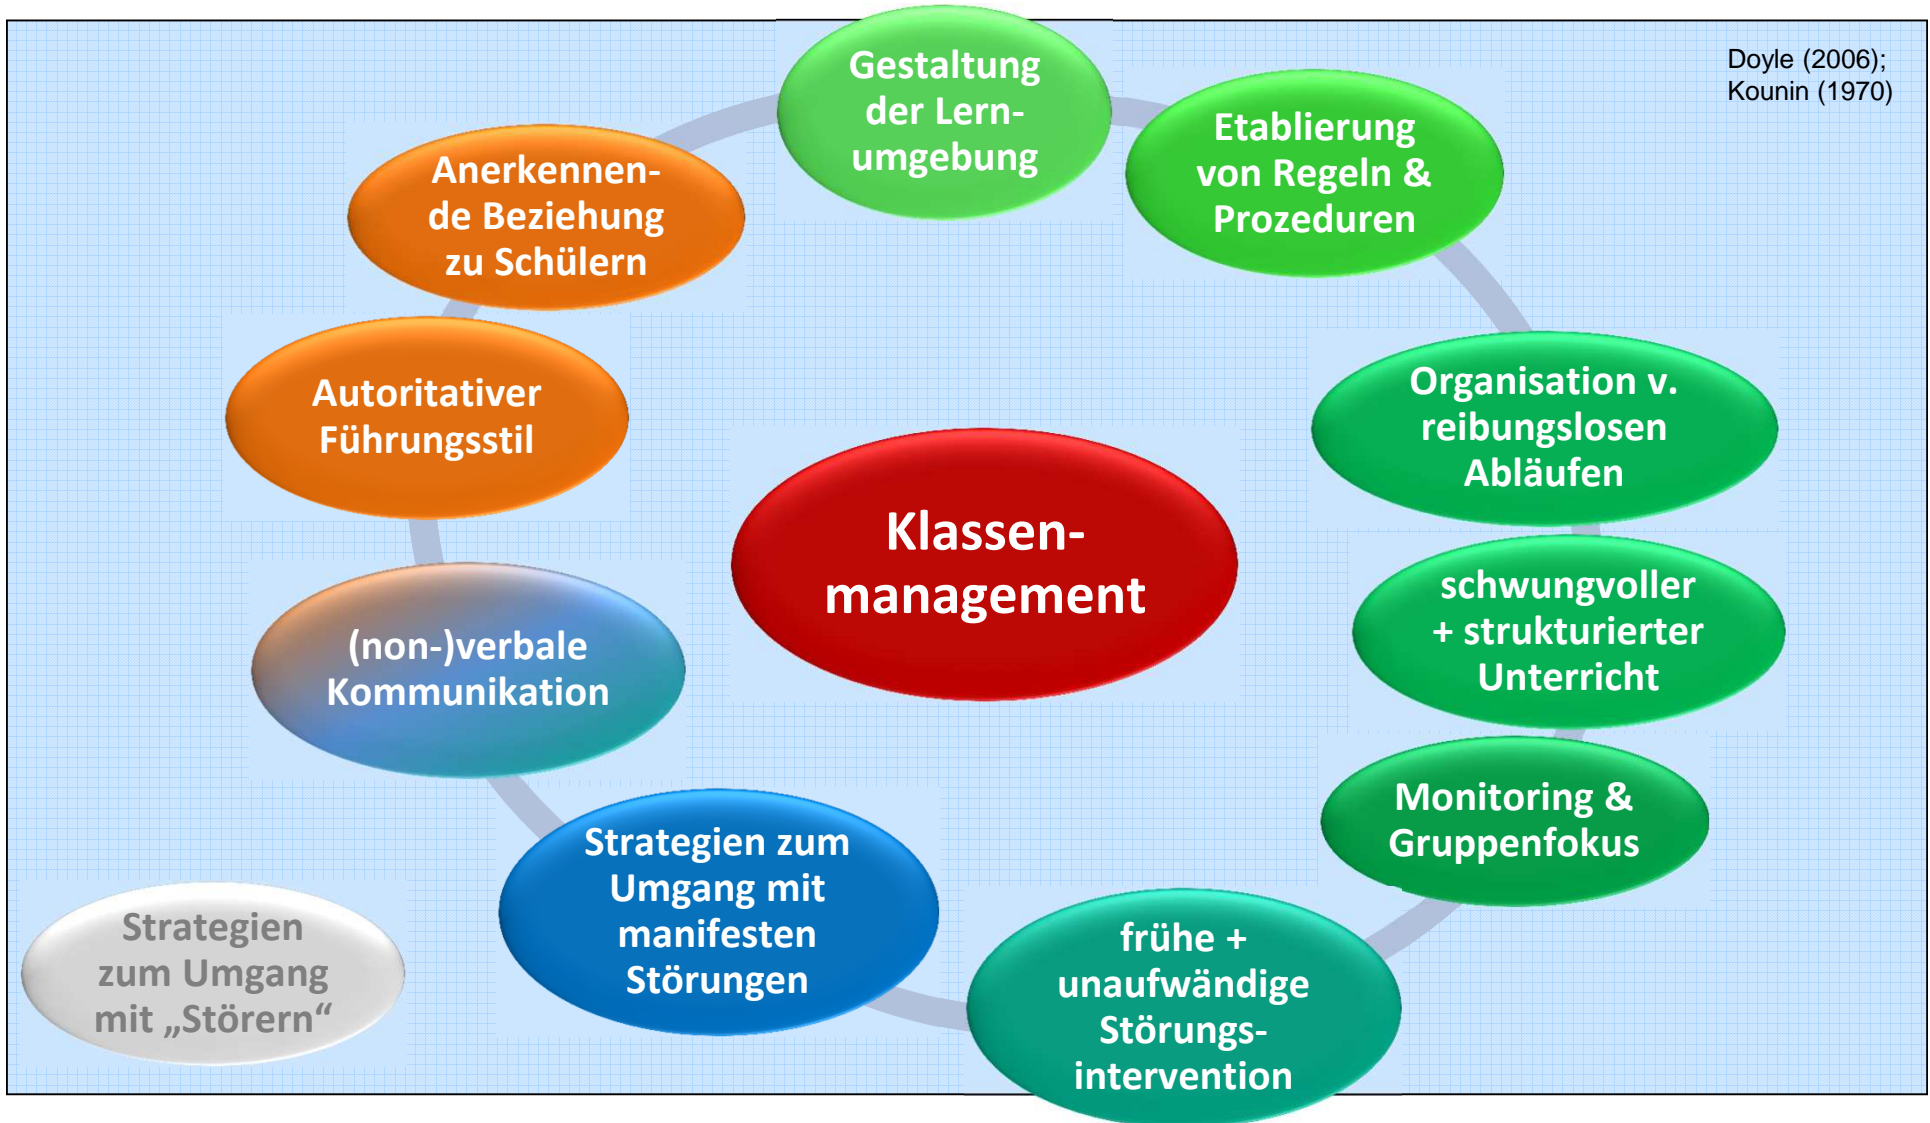 Doyle (2006);
Kounin (1970)
Gestaltung
der Lern-
umgebung
Etablierung
von Regeln &
Prozeduren
Organisation v.
reibungslosen
Abläufen
schwungvoller
+ strukturierter
Unterricht
Monitoring &
Gruppenfokus
frühe +
unaufwändige
Störungs-
intervention
Strategien zum
Umgang mit
manifesten
Störungen
(non-)verbale
Kommunikation
Autoritativer
Führungsstil
Anerkennen-
de Beziehung
zu Schülern
Klassen-
management
Strategien
zum Umgang
mit „Störern“